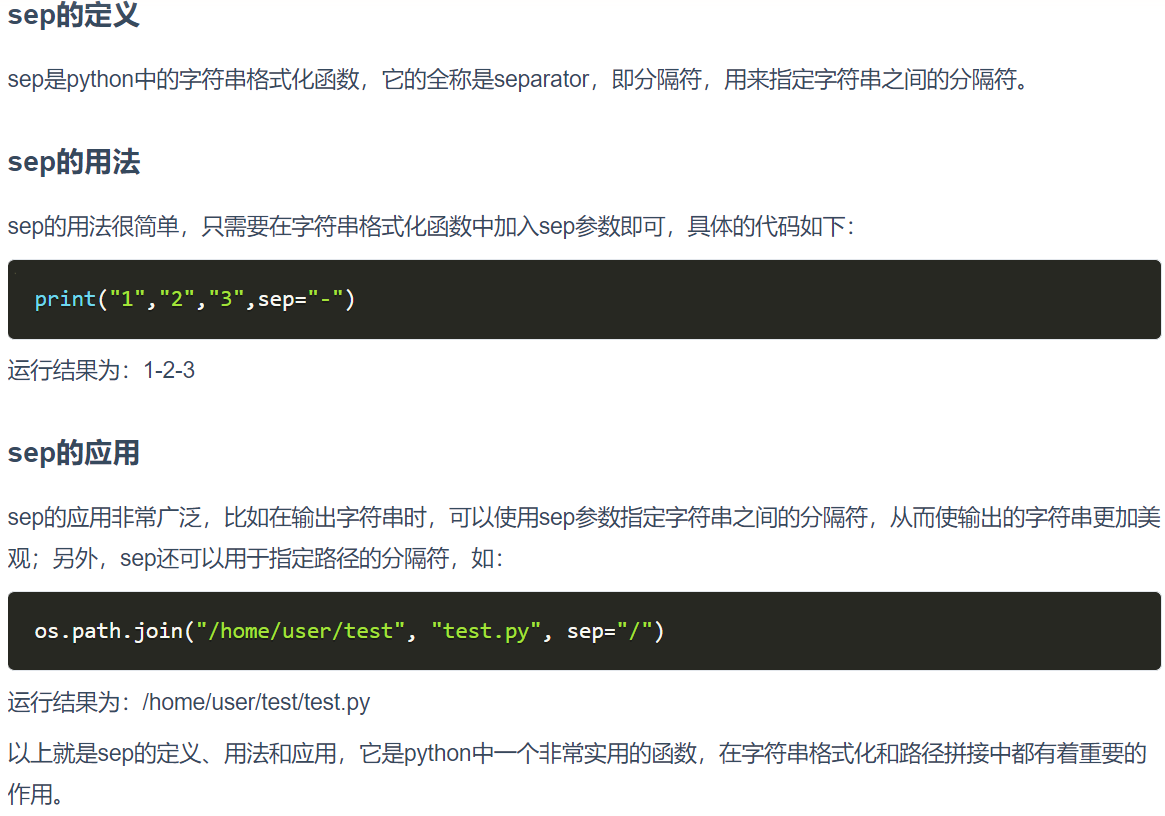 sep的定义
sep是python中的字符串格式化函数，它的全称是separator，即分隔符，用来指定字符串之间的分隔符。
sep的用法
sep的用法很简单，只需要在字符串格式化函数中加入sep参数即可，具体的代码如下：
print("1","2","3",sep="-")
运行结果为：1-2-3
sep的应用
sep的应用非常广泛，比如在输出字符串时，可以使用sep参数指定字符串之间的分隔符，从而使输出的字符串更加美
观；另外，sep还可以用于指定路径的分隔符，如：
os.path.join("/home/user/test", "test.py", sep="/")
运行结果为：/home/user/test/test.py
以上就是sep的定义、用法和应用，它是python中一个非常实用的函数，在字符串格式化和路径拼接中都有着重要的
作用。